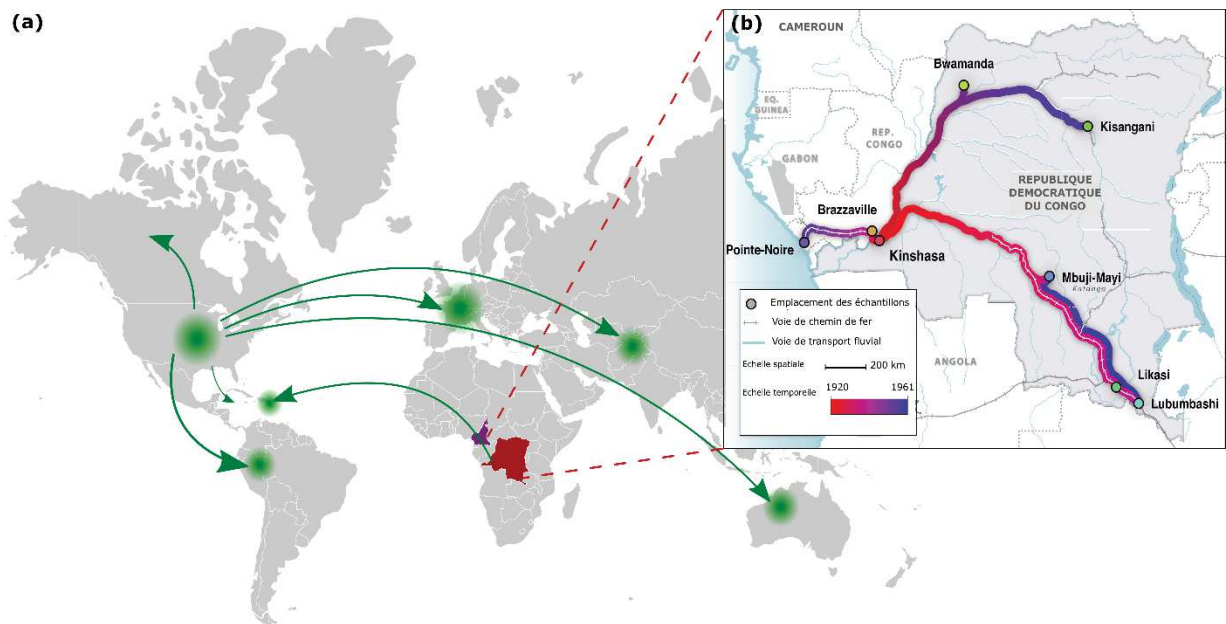 (a)
(b)
CAMEROUN
Bwamanda
EQ.
GUINEA
Kisangani
REP.
CONGO
GABON
REPUBLIQUE
DEMOCRATIQUE
DU CONGO
Brazzaville
Pointe-Noire
Kinshasa
Mbuji-Mayi
Katanga
Emplacement des échantillons
Voie de chemin de fer
Voie de transport fluvial
ANGOLA
Echelle spatiale
200 km
Likasi
Echelle temporelle
1920
1961
Lubumbashi